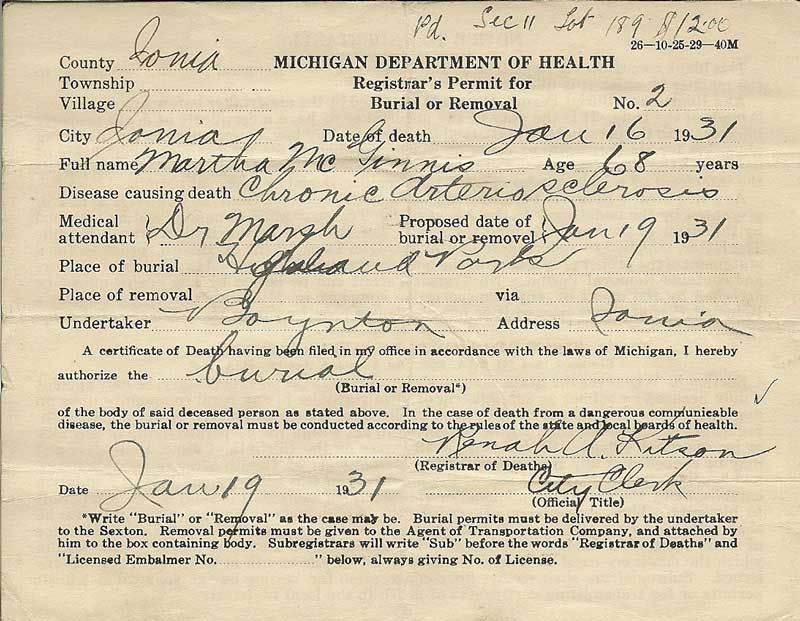 Pd. Sec 11 Lot 189 $12.00
26-10-25-29-40M
County Ionia MICHIGAN DEPARTMENT OF HEALTH
Township Registrar's Permit for
Village Burial or Removal No. 2
City Ionia Date of death Jan 16 1931
Full name Martha McGinnis Age 68 years
Disease causing death Chronic Arteriosclerosis
Medical attendant Dr Marsh Proposed date of burial or removel Jan 19 1931
Place of burial Highland Park
Place of removal via
Undertaker Boynton Address Ionia
A certificate of Death having been filed in my office in accordance with the laws of Michigan, I hereby
authorize the burial
(Burial or Removal*)
of the body of said deceased person as stated above. In the case of death from a dangerous communicable
disease, the burial or removal must be conducted according to the rules of the state and local boards of health.
A. Kitson
(Registrar of Deaths)
City Clerk
Date Jan 19 1931
(Official Title)
*Write "Burial" or "Removal" as the case may be. Burial permits must be delivered by the undertaker
to the Sexton. Removal permits must be given to the Agent of Transportation Company, and attached by
him to the box containing body. Subregistrars will write "Sub" before the words "Registrar of Deaths" and
"Licensed Embalmer No. " below, always giving No. of License.